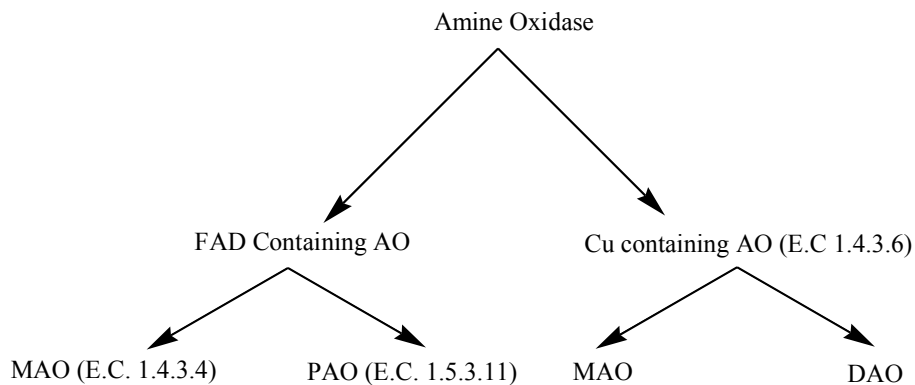 Amine Oxidase
FAD Containing AO
Cu containing AO (E.C 1.4.3.6)
MAO (E.C. 1.4.3.4)
PAO (E.C. 1.5.3.11)
MAO
DAO